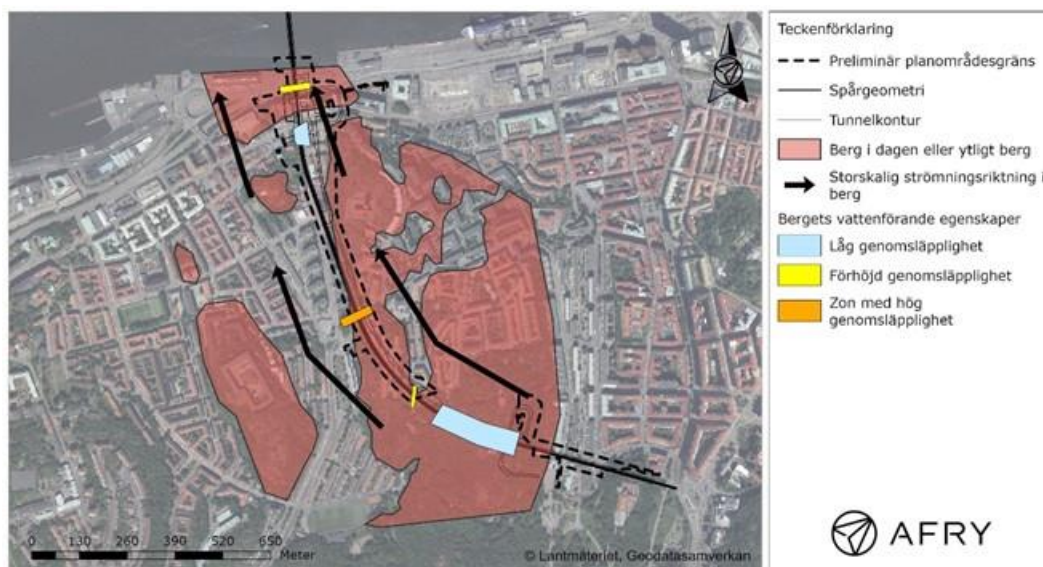 Teckenförklaring
Preliminär planområdesgräns
Spårgeometri
Tunnelkontur
Berg i dagen eller ytligt berg
Storskalig strömningsriktning i
berg
Bergets vattenförande egenskaper
Låg genomsläpplighet
Förhöjd genomsläpplighet
Zon med hög
genomsläpplighet
0 130 260 390 520 650
Meter
© Lantmäteriet, Geodatasamverkan
AFRY